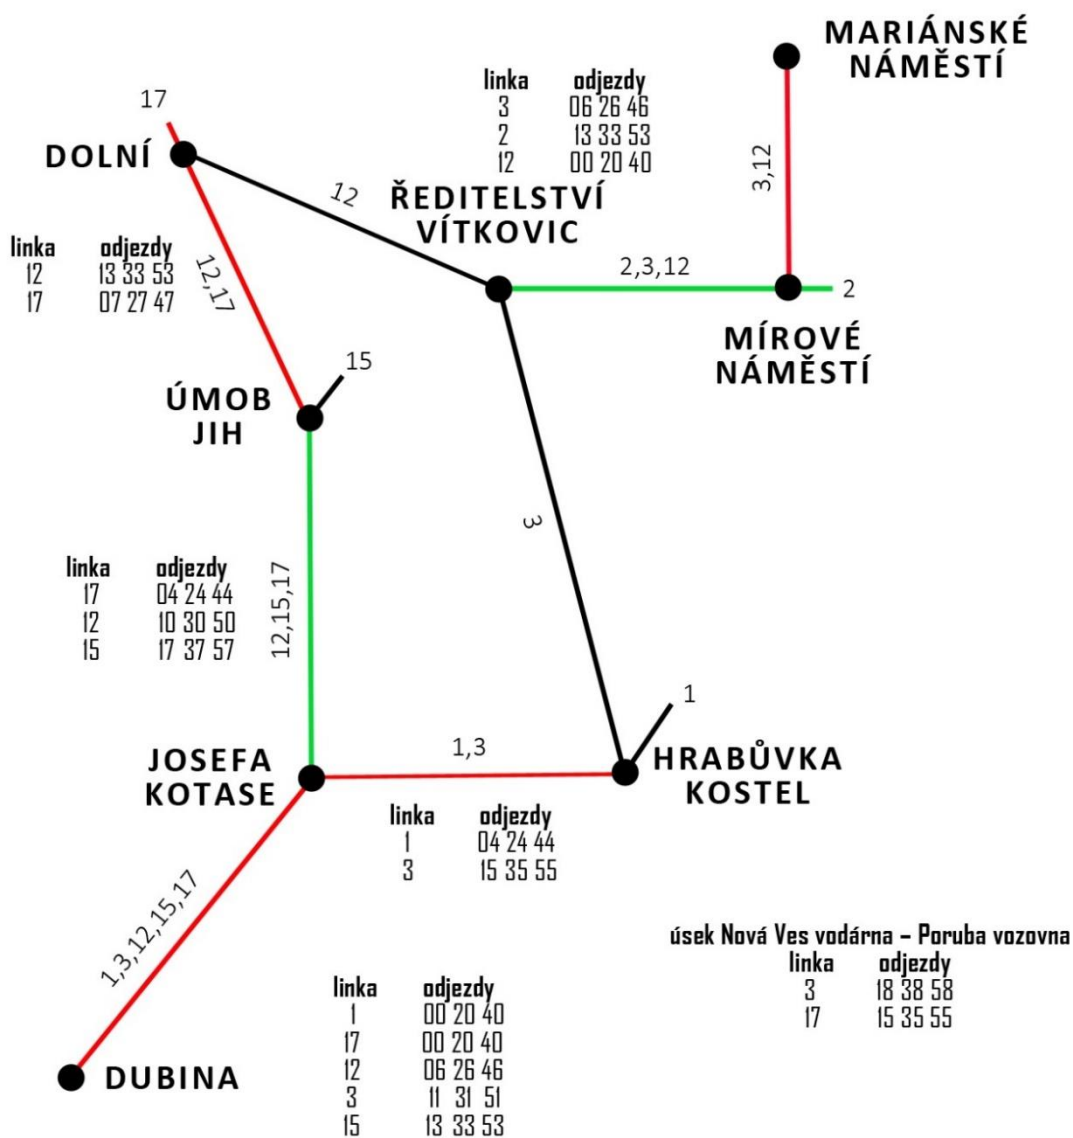 MARIÁNSKÉ
NÁMĚSTÍ
linka odjezdy
3 06 26 46
2 13 33 53
12 00 20 40
17
DOLNÍ
3,12
12
ŘEDITELSTVÍ
VÍTKOVIC
linka odjezdy
12 13 33 53
17 07 27 47
12,17
2,3,12
2
MÍROVÉ
NÁMĚSTÍ
15
ÚMOB
JIH
3
linka odjezdy
17 04 24 44
12 10 30 50
15 17 37 57
12,15,17
1
JOSEFA
KOTASE
1,3
HRABŮVKA
KOSTEL
linka odjezdy
1 04 24 44
3 15 35 55
1,3,12,15,17
úsek Nová Ves vodárna – Poruba vozovna
linka odjezdy
3 18 38 58
17 15 35 55
linka odjezdy
1 00 20 40
17 00 20 40
12 06 26 46
3 11 31 51
15 13 33 53
DUBINA